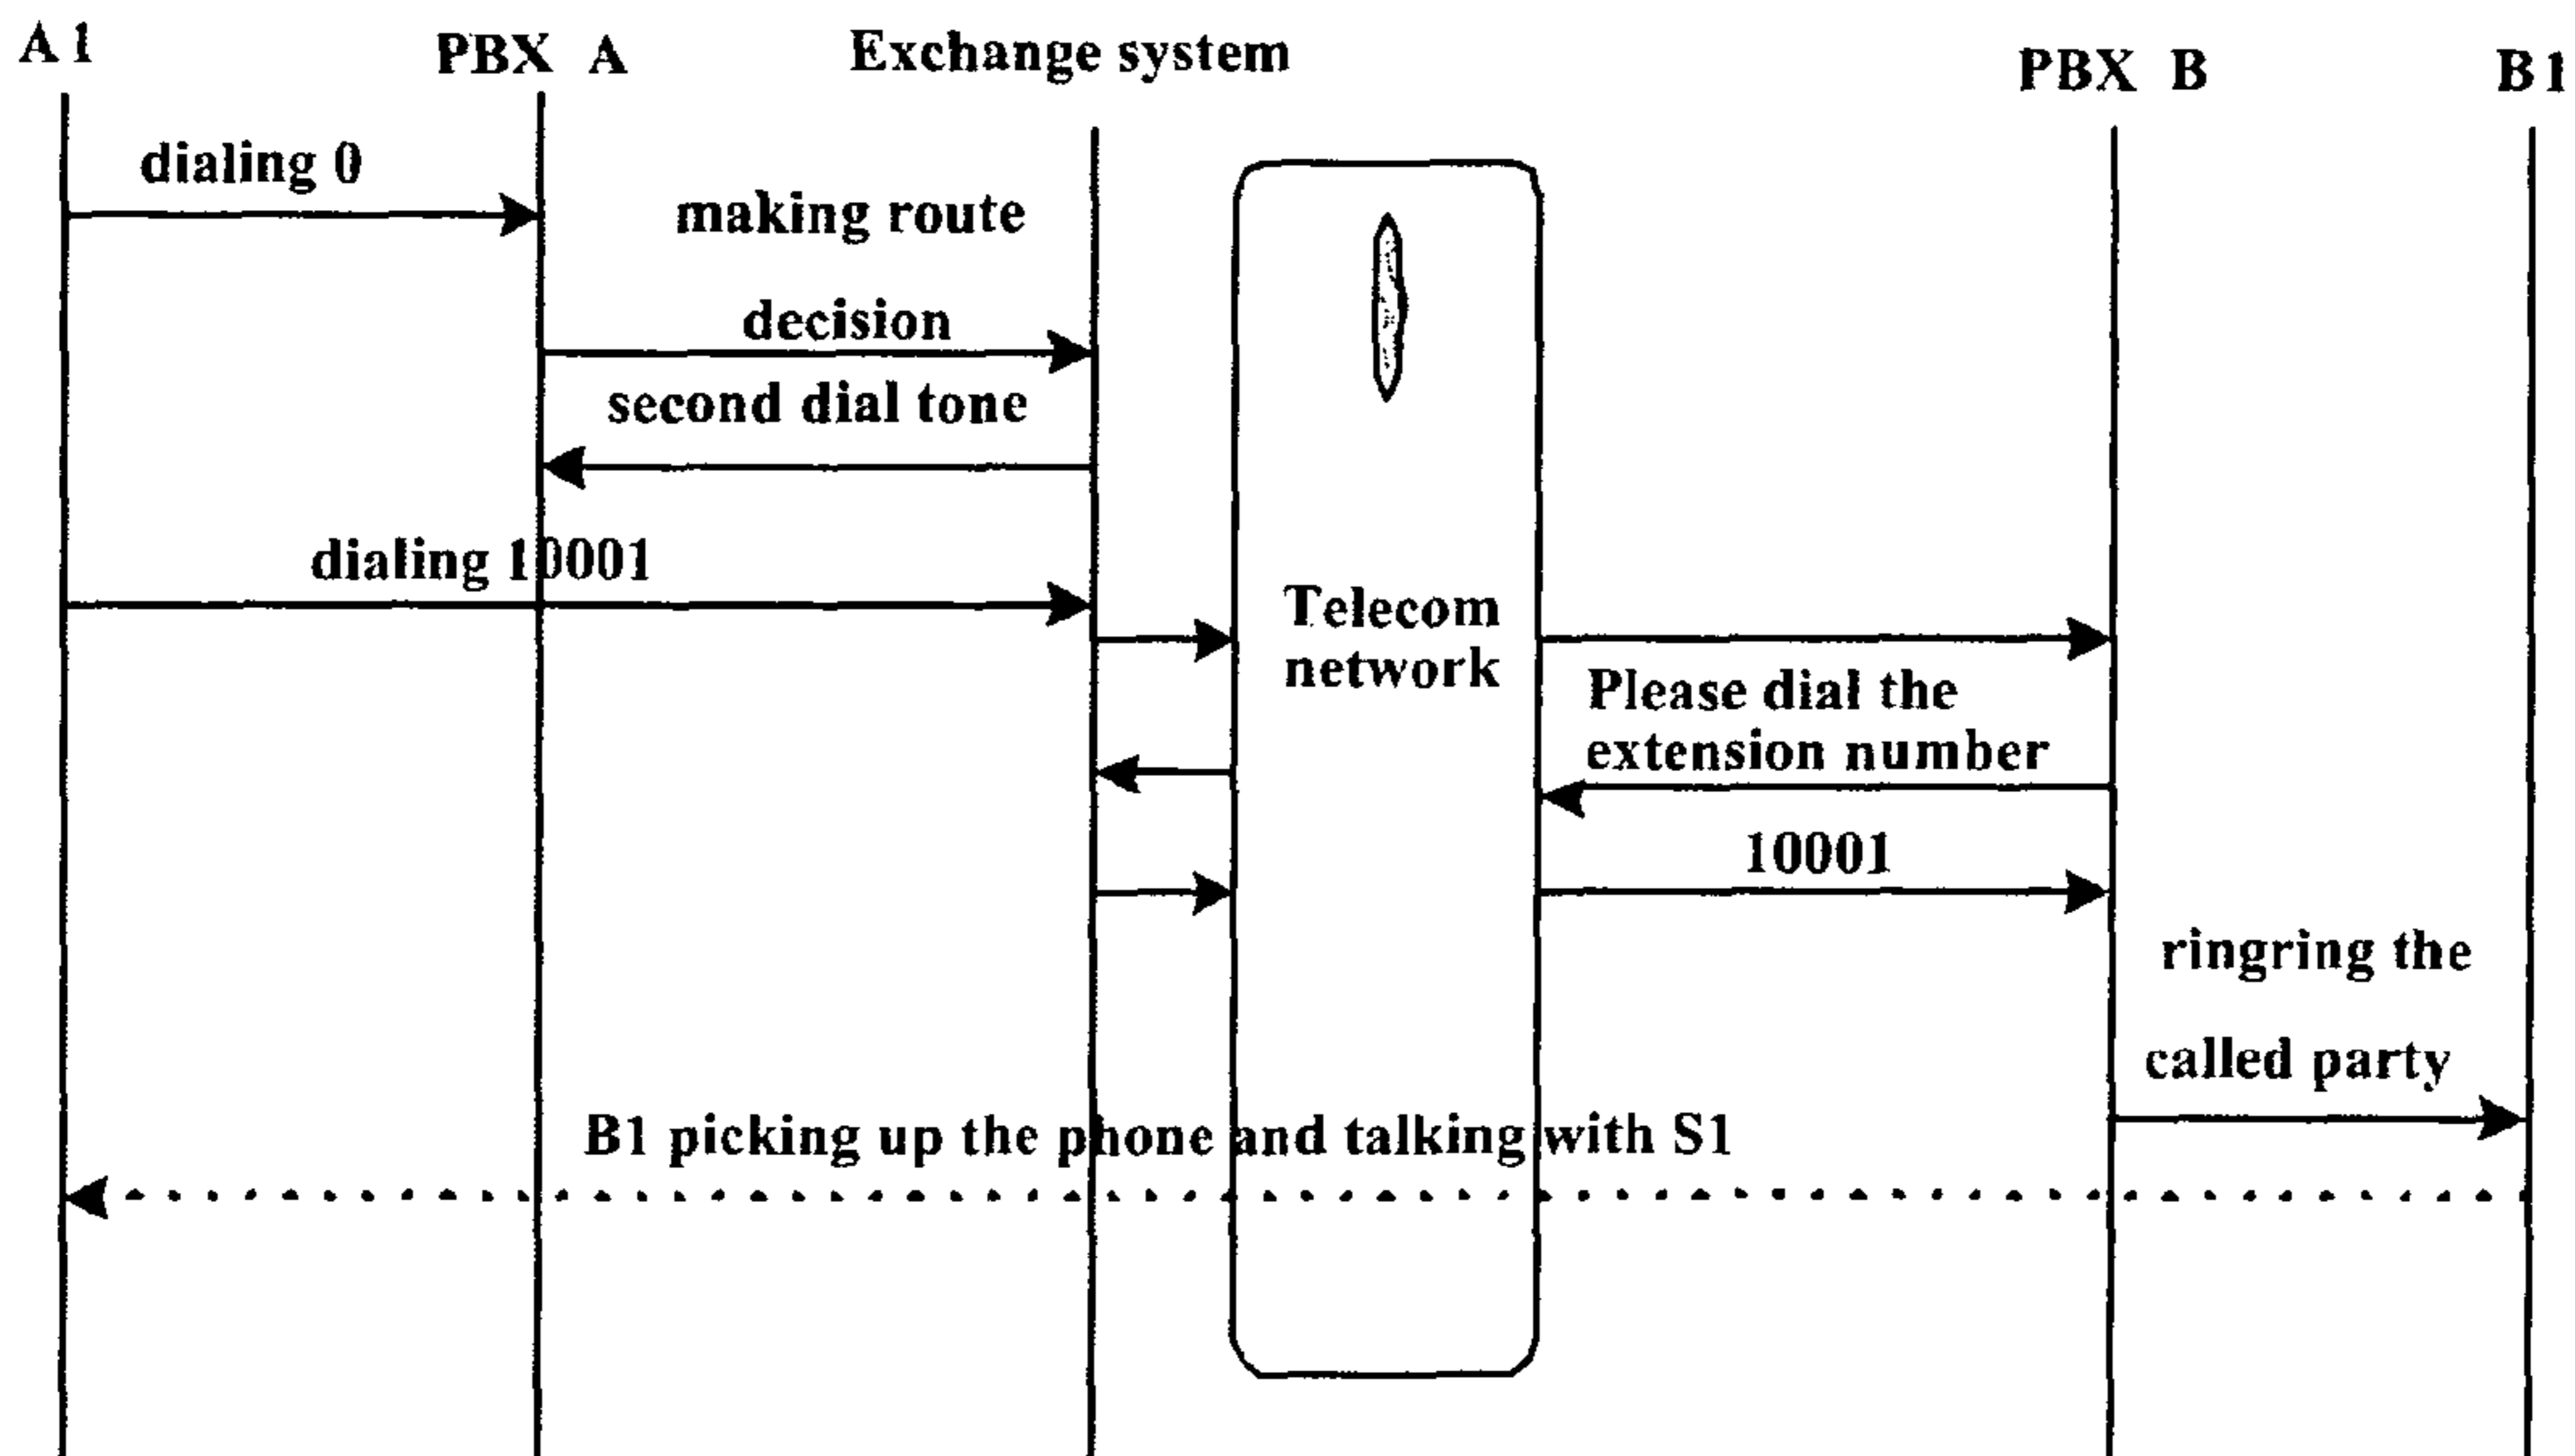 A1 PBX A Exchange system PBX B B1
dialing 0
making route
decision
second dial tone
dialing 10001
Telecom
network
Please dial the
extension number
10001
ringring the
called party
B1 picking up the phone and talking with S1